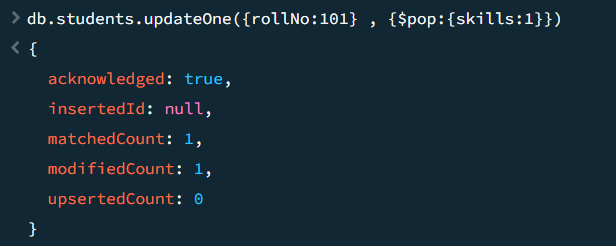 > db.students.updateOne({rollNo:101} , {$pop:{skills:1}})
< {
acknowledged: true,
insertedId: null,
matchedCount: 1,
modifiedCount: 1,
upsertedCount: 0
}